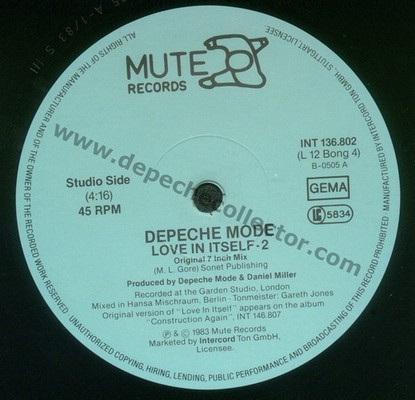 MUTE
RECORDS
INT 136.802
(L 12 Bong 4)
B-0505 A
GEMA
LC 5834
Studio Side
(4:16)
45 RPM
DEPECHE MODE
LOVE IN ITSELF·2
Original 7 Inch Mix
(M. L. Gore) Sonet Publishing
Produced by Depeche Mode & Daniel Miller
Recorded at the Garden Studio, London
Mixed in Hansa Mischraum, Berlin - Tonmeister: Gareth Jones
Original version of "Love In Itself" appears on the album
"Construction Again", INT 146.807
℗ & © 1983 Mute Records
Marketed by Intercord Ton GmbH,
Licensee.
ALL RIGHTS OF THE MANUFACTURER AND OF THE OWNER OF THE RECORDED WORK RESERVED. UNAUTHORIZED COPYING, HIRING, LENDING, PUBLIC PERFORMANCE AND BROADCASTING OF THIS RECORD PROHIBITED · MANUFACTURED BY INTERCORD TON GMBH, STUTTGART, LICENSEE
www.depechecollector.com